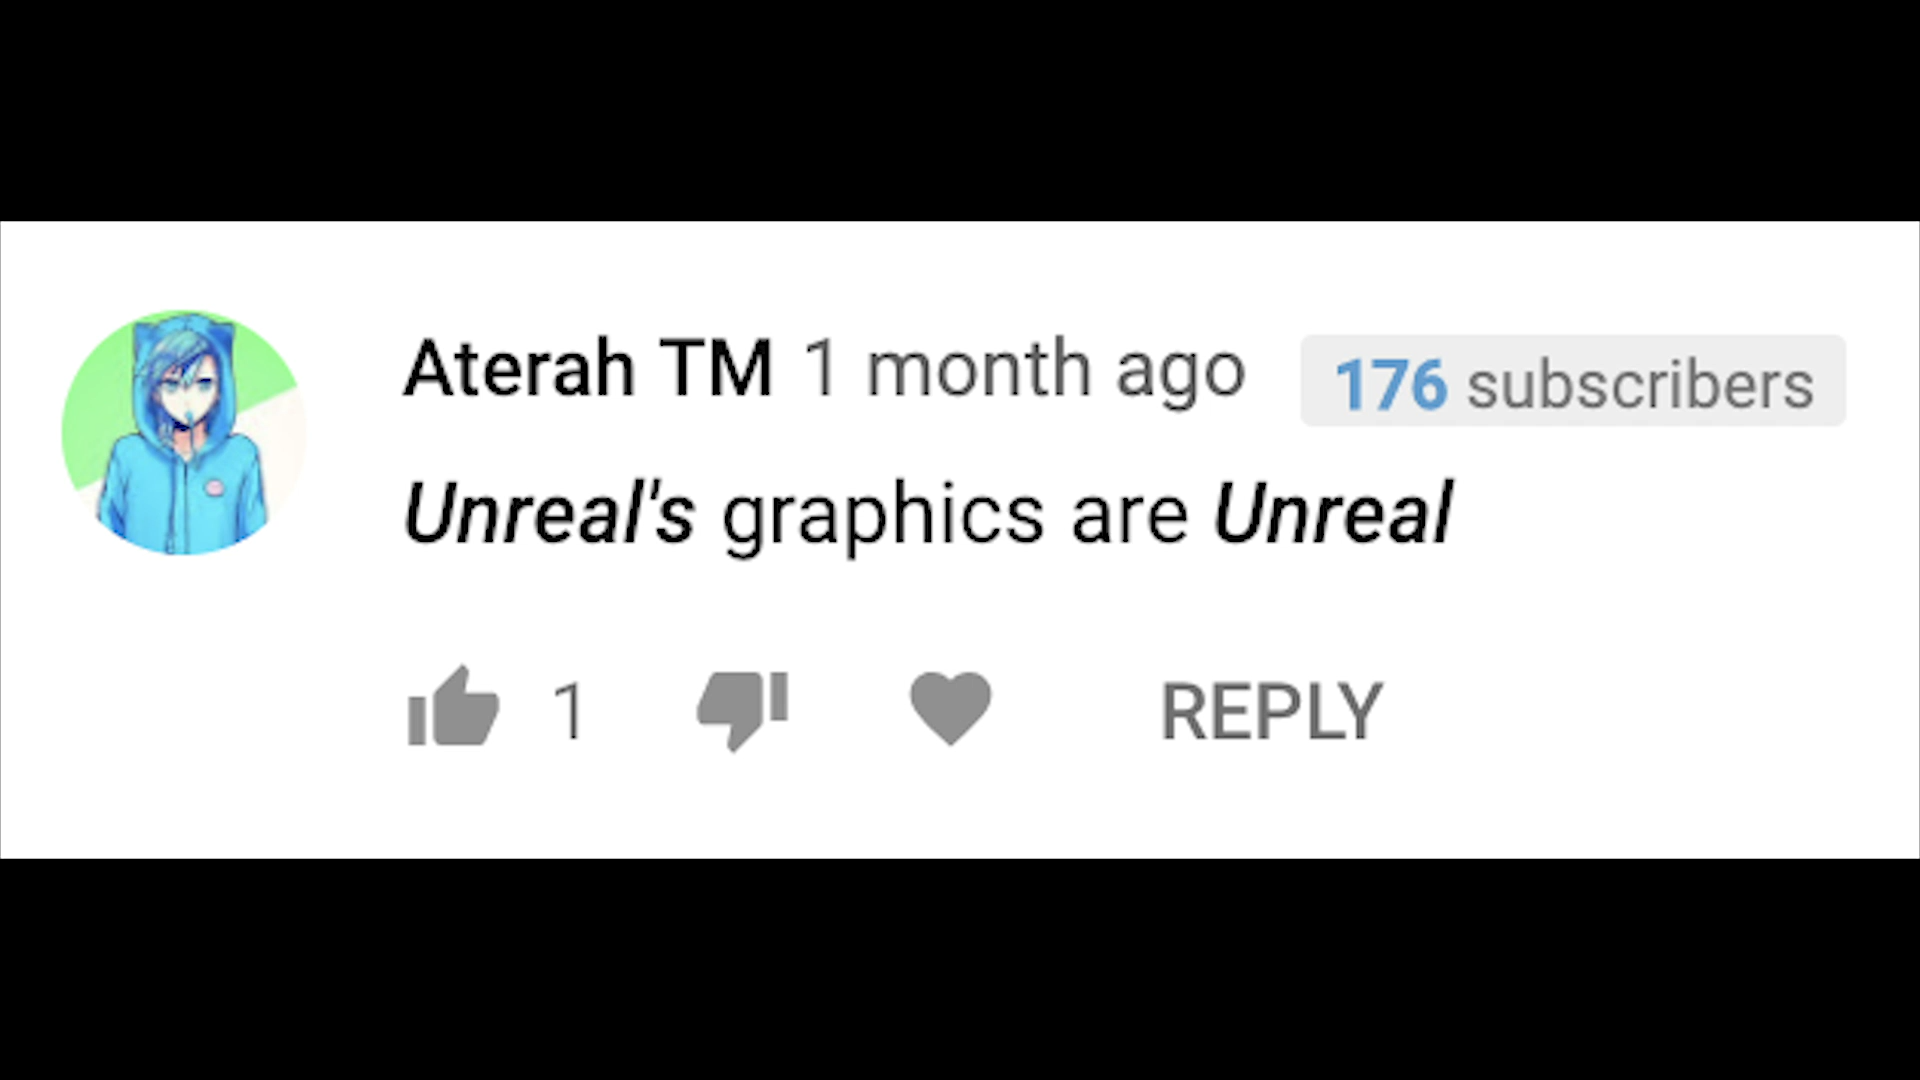 Aterah TM 1 month ago 176 subscribers
Unreal's graphics are Unreal
1 REPLY